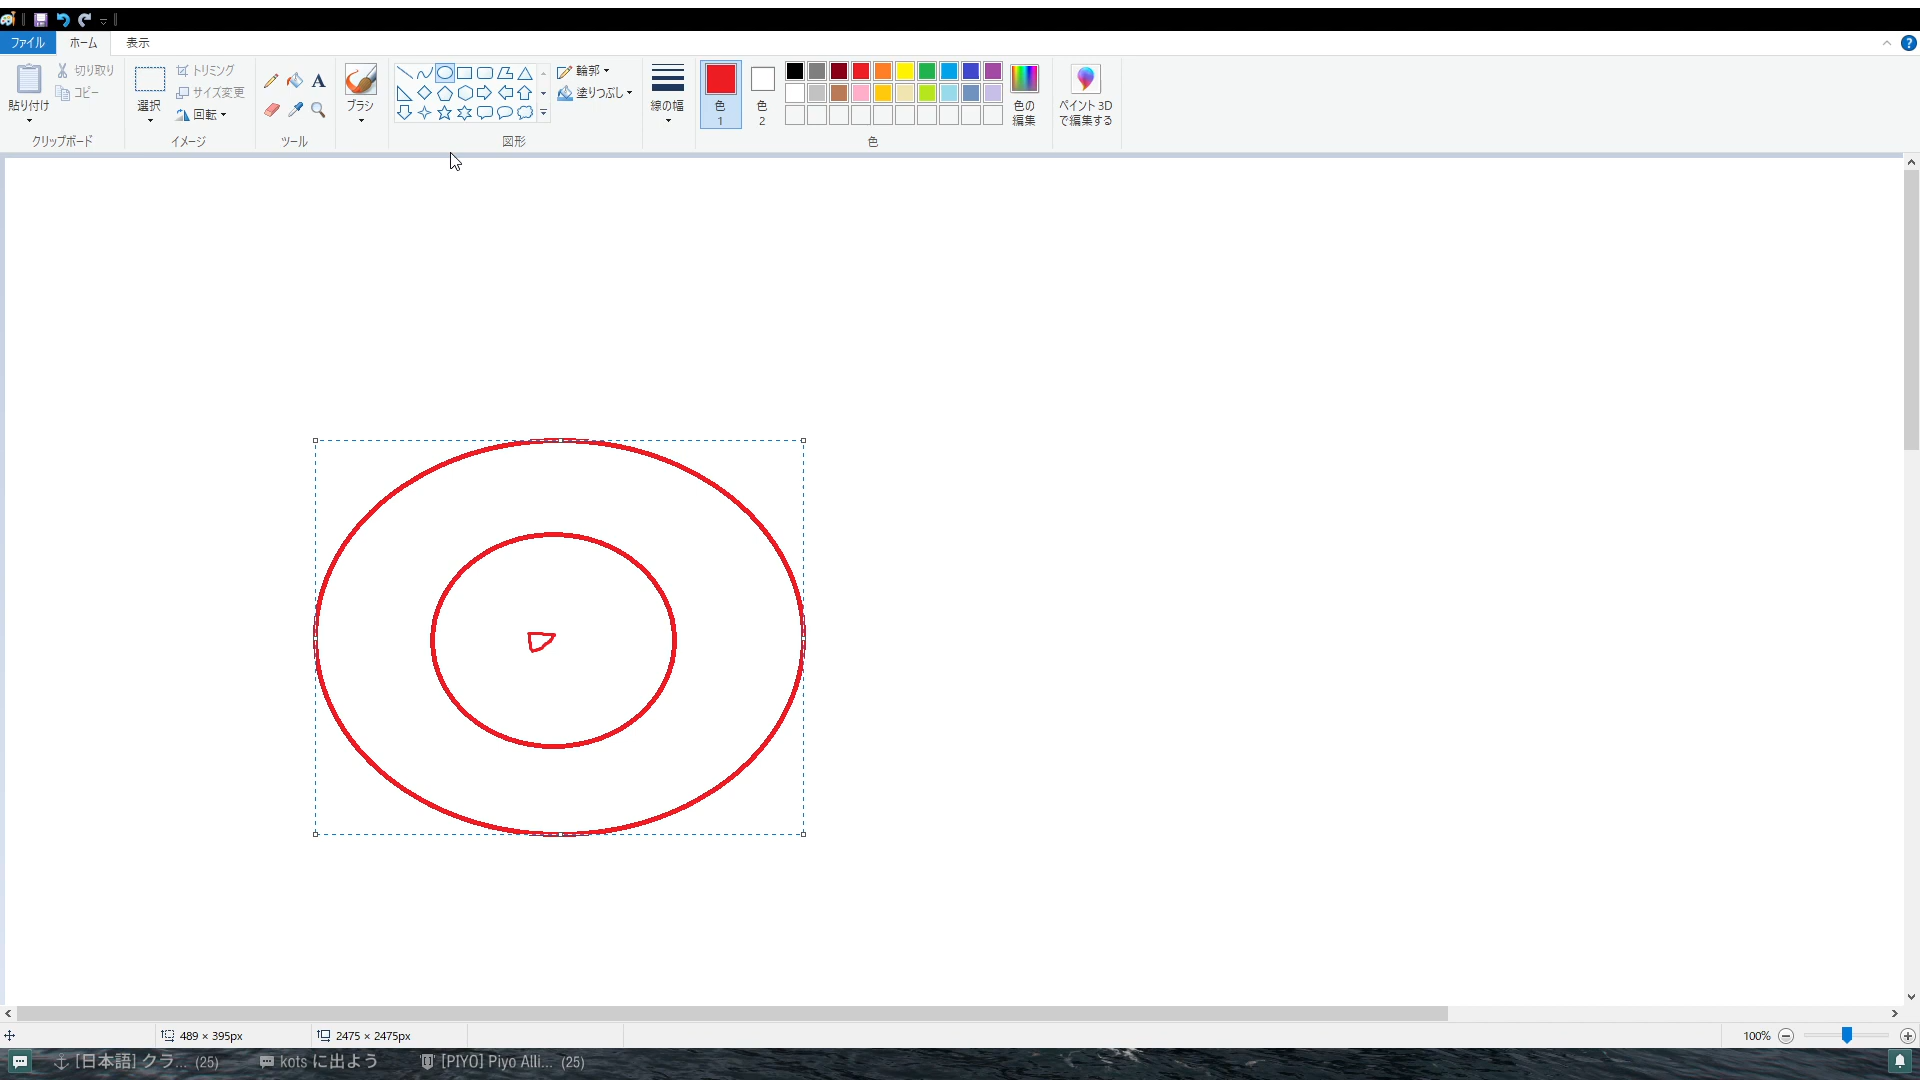 ファイル ホーム 表示
貼り付け
切り取り
コピー
クリップボード
選択
トリミング
サイズ変更
回転
イメージ
A
ツール
ブラシ
輪郭
塗りつぶし
図形
線の幅
色
1
色
2
色の
編集
色
ペイント 3D
で編集する
489 × 395px 2475 × 2475px 100%
[日本語] クラ... (25) kots に出よう [PIYO] Piyo Alli... (25)